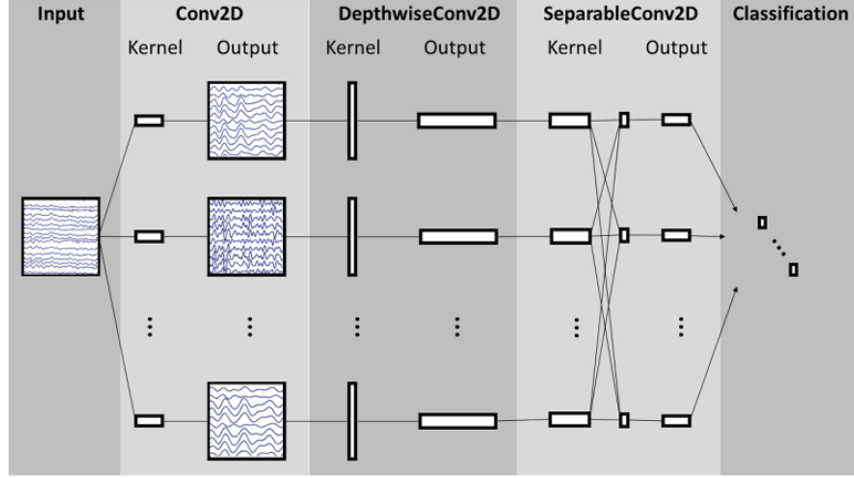 Input Conv2D DepthwiseConv2D SeparableConv2D Classification
Kernel Output Kernel Output Kernel Output